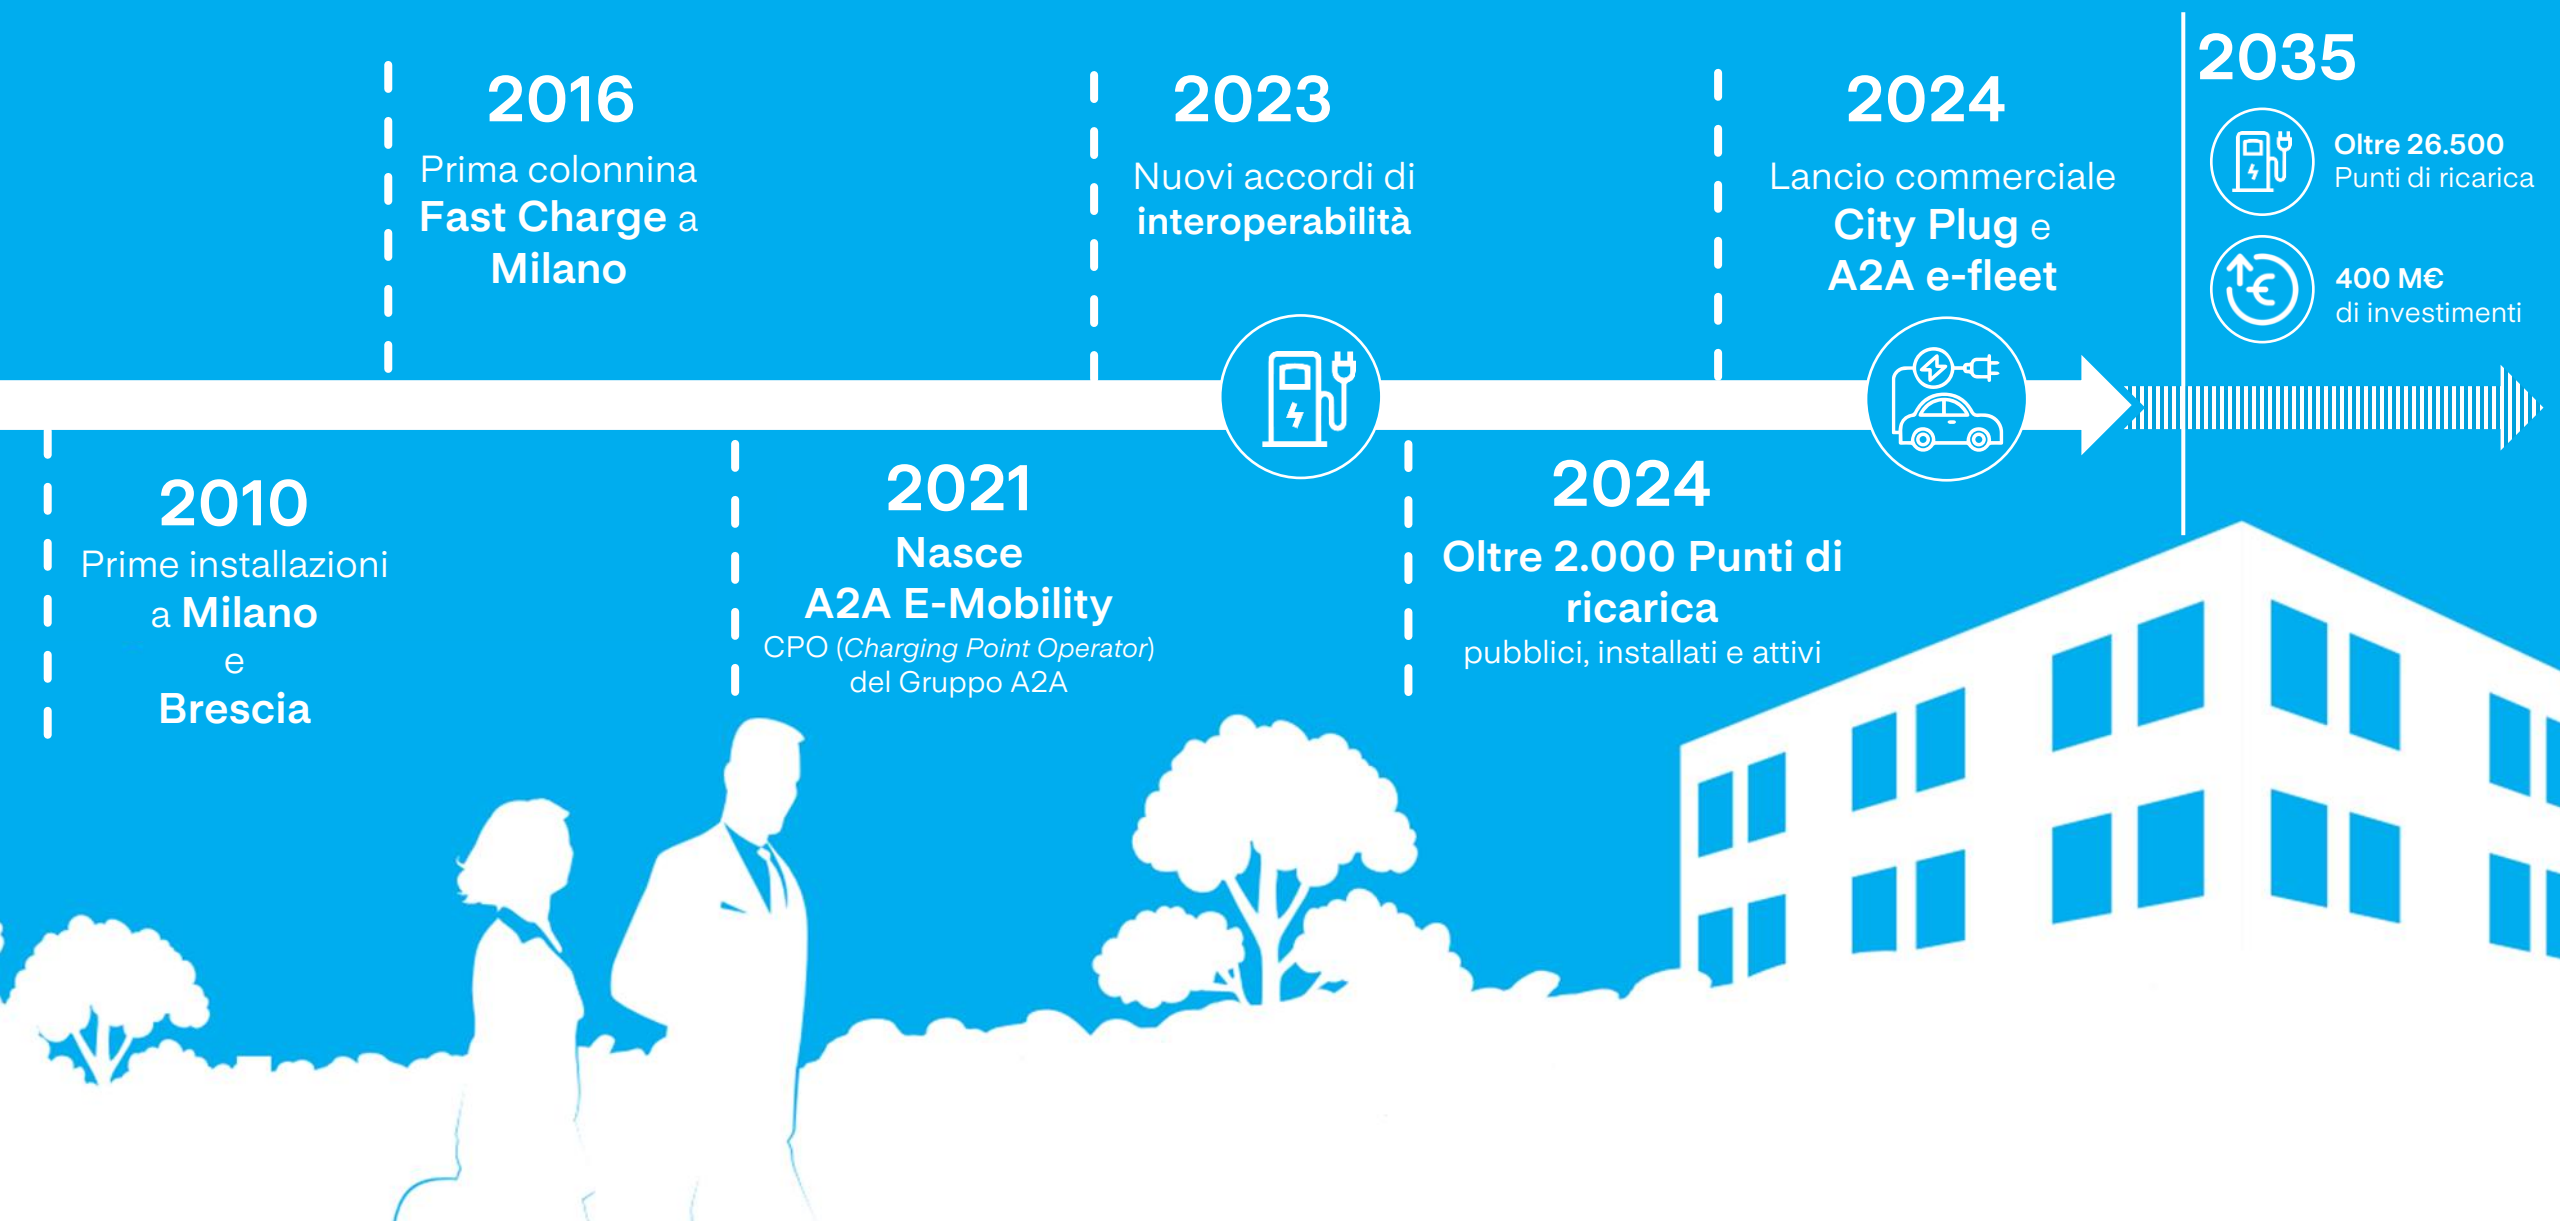 2010
Prime installazioni
a Milano
e
Brescia
2016
Prima colonnina
Fast Charge a
Milano
2021
Nasce
A2A E-Mobility
CPO (Charging Point Operator)
del Gruppo A2A
2023
Nuovi accordi di
interoperabilità
2024
Oltre 2.000 Punti di
ricarica
pubblici, installati e attivi
2024
Lancio commerciale
City Plug e
A2A e-fleet
2035
Oltre 26.500
Punti di ricarica
400 M€
di investimenti